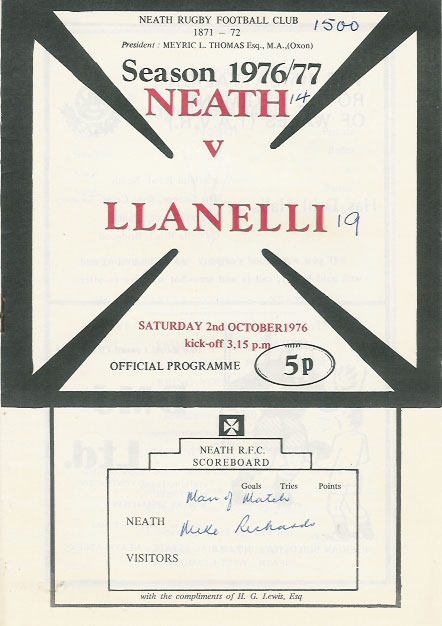 NEATH RUGBY FOOTBALL CLUB
1871 – 72
1500
President : MEYRIC L. THOMAS Esq., M.A.,(Oxon)
Season 1976/77
NEATH 14
v
LLANELLI 19
SATURDAY 2nd OCTOBER1976
kick-off 3,15 p.m.
OFFICIAL PROGRAMME 5p
NEATH R.F.C.
SCOREBOARD
Goals Tries Points
Man of Match
NEATH Mike Richards
VISITORS
with the compliments of H. G. Lewis, Esq